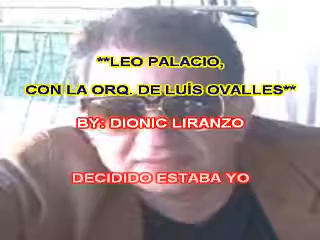 **LEO PALACIO,
CON LA ORQ. DE LUÍS OVALLES**
BY: DIONIC LIRANZO
DECIDIDO ESTABA YO